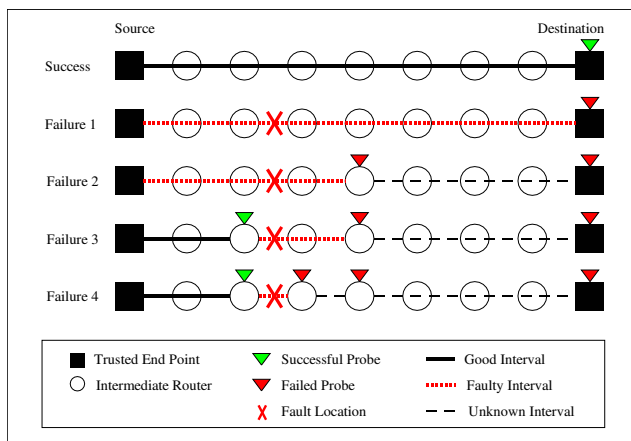 Source
Destination
Success
Failure 1
Failure 2
Failure 3
Failure 4
Trusted End Point
Successful Probe
Good Interval
Intermediate Router
Failed Probe
Faulty Interval
Fault Location
Unknown Interval